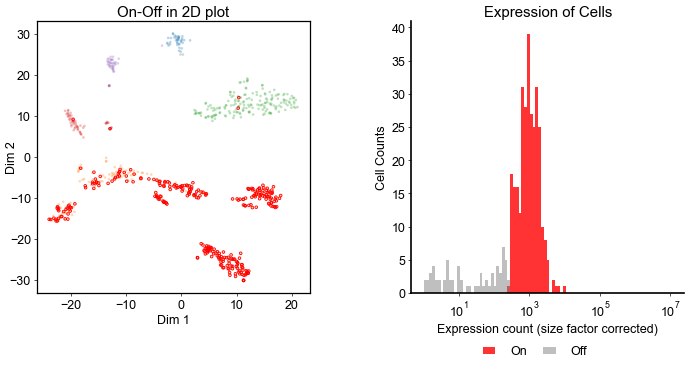 On-Off in 2D plot
30
20
10
0
−10
−20
−30
Dim 2
−20 −10 0 10 20
Dim 1
Expression of Cells
40
35
30
25
20
15
10
5
0
Cell Counts
10^1 10^3 10^5 10^7
Expression count (size factor corrected)
On Off